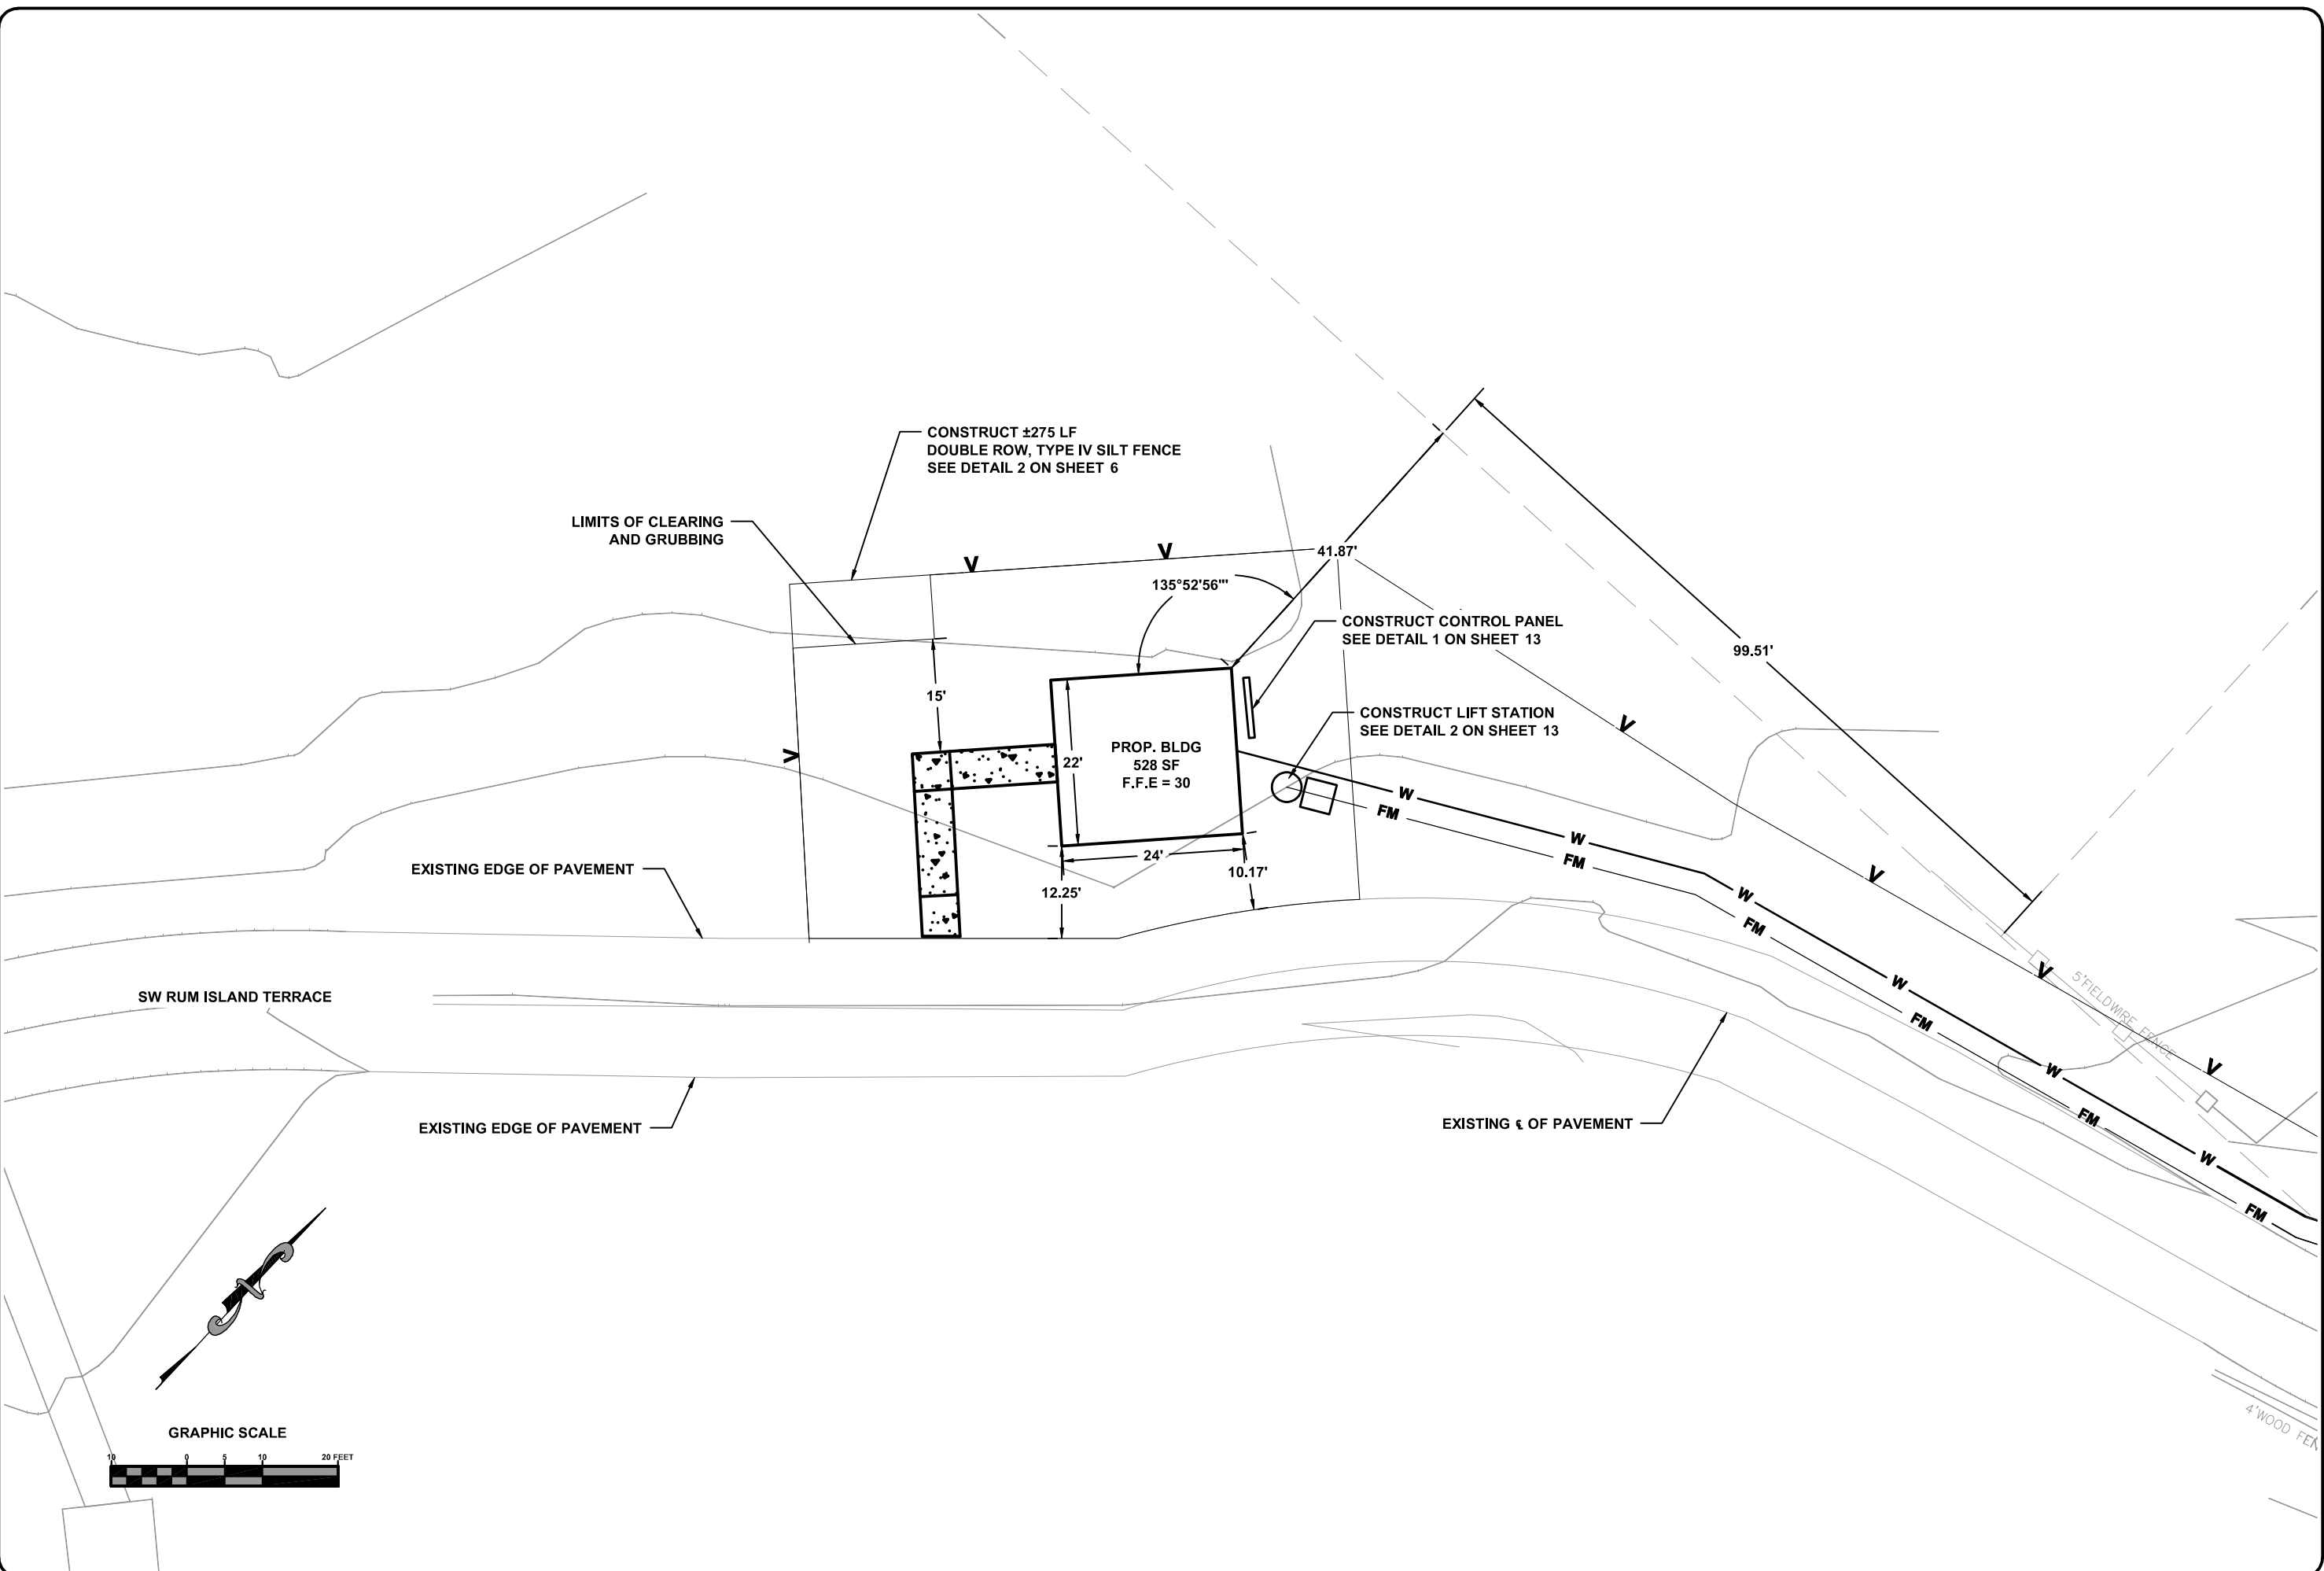 CONSTRUCT ±275 LF
DOUBLE ROW, TYPE IV SILT FENCE
SEE DETAIL 2 ON SHEET 6
LIMITS OF CLEARING
AND GRUBBING
V
V
41.87'
135°52'56"'
CONSTRUCT CONTROL PANEL
SEE DETAIL 1 ON SHEET 13
99.51'
15'
CONSTRUCT LIFT STATION
SEE DETAIL 2 ON SHEET 13
V
V
PROP. BLDG
528 SF
F.F.E = 30
22'
W
FM
W
FM
24'
12.25'
10.17'
EXISTING EDGE OF PAVEMENT
V
W
FM
SW RUM ISLAND TERRACE
V
5'FIELDWIRE FENCE
W
FM
V
W
FM
EXISTING EDGE OF PAVEMENT
EXISTING ℄ OF PAVEMENT
W
FM
4'WOOD FEN
GRAPHIC SCALE
10 0 5 10 20 FEET